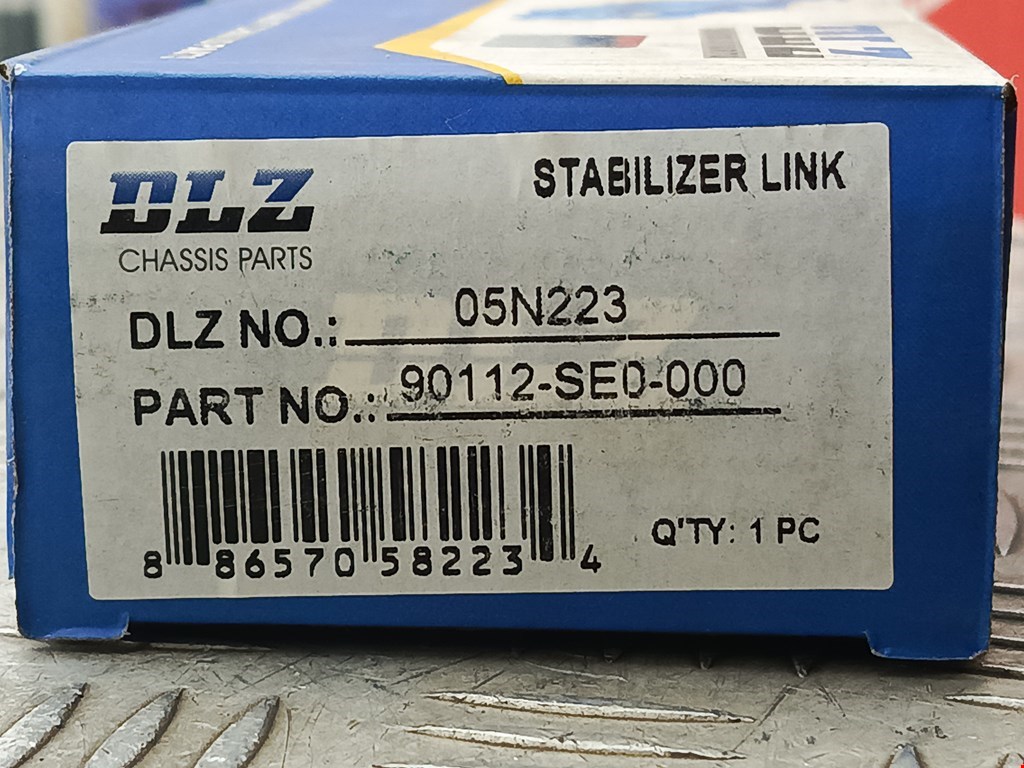 DLZ
STABILIZER LINK
CHASSIS PARTS
DLZ NO.: 05N223
PART NO.: 90112-SE0-000
8 86570 58223 4
Q'TY: 1 PC